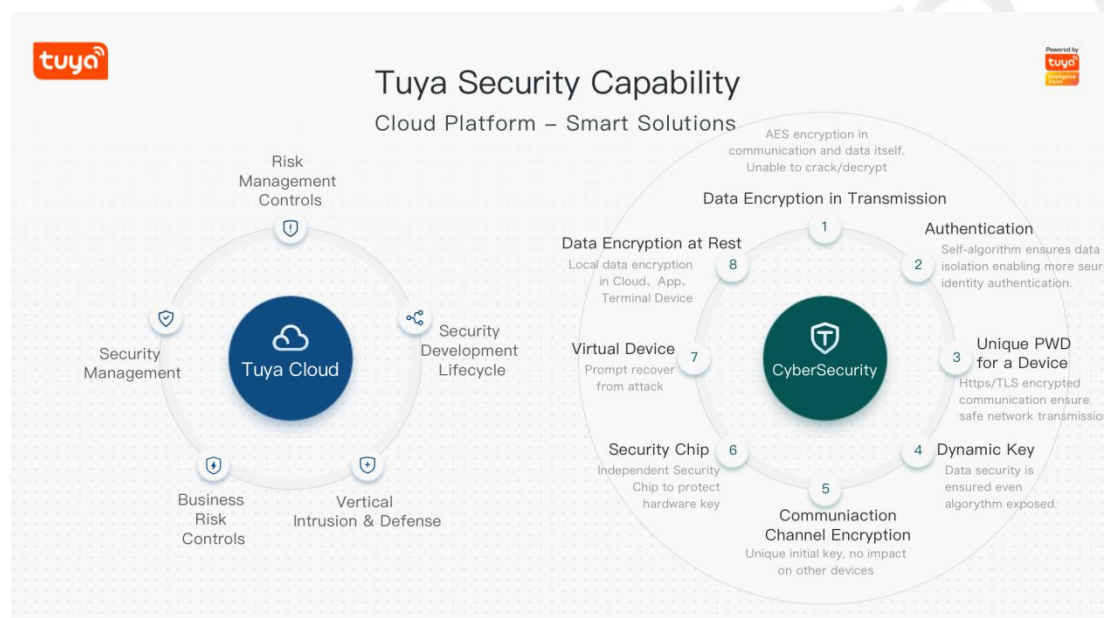 tuya
Powered by
tuya
Tuya Security Capability
Cloud Platform – Smart Solutions
Risk
Management
Controls
Security
Development
Lifecycle
Vertical
Intrusion & Defense
Business
Risk
Controls
Security
Management
Tuya Cloud
AES encryption in
communication and data itself.
Unable to crack/decrypt
Data Encryption in Transmission
1
Authentication
2
Self-algorithm ensures data
isolation enabling more seur
identity authentication.
Unique PWD
for a Device
3
Https/TLS encrypted
communication ensure
safe network transmission
4
Dynamic Key
Data security is
ensured even
algorythm exposed.
5
Communiaction
Channel Encryption
Unique initial key, no impact
on other devices
Security Chip
6
Independent Security
Chip to protect
hardware key
Virtual Device
7
Prompt recover
from attack
Data Encryption at Rest
8
Local data encryption
in Cloud、App、
Terminal Device
CyberSecurity